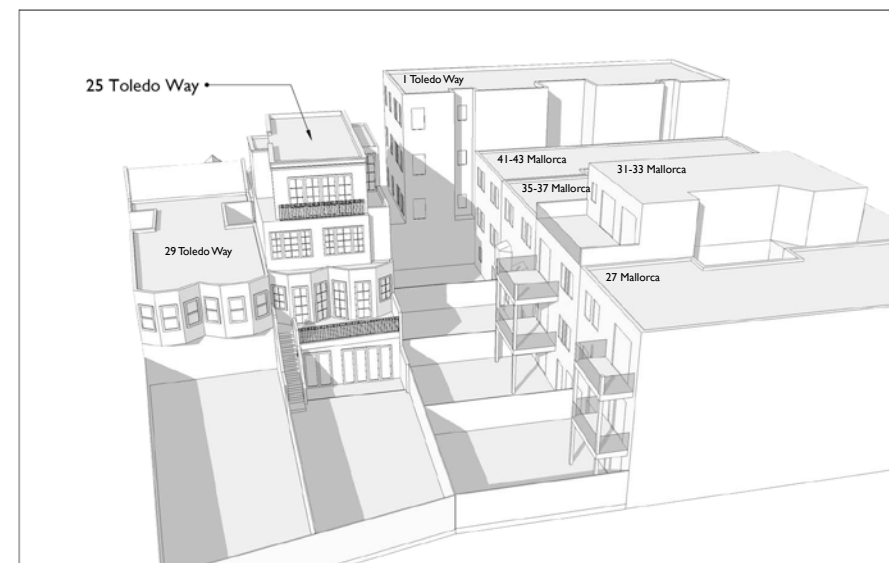 25 Toledo Way
1 Toledo Way
41-43 Mallorca
31-33 Mallorca
35-37 Mallorca
29 Toledo Way
27 Mallorca